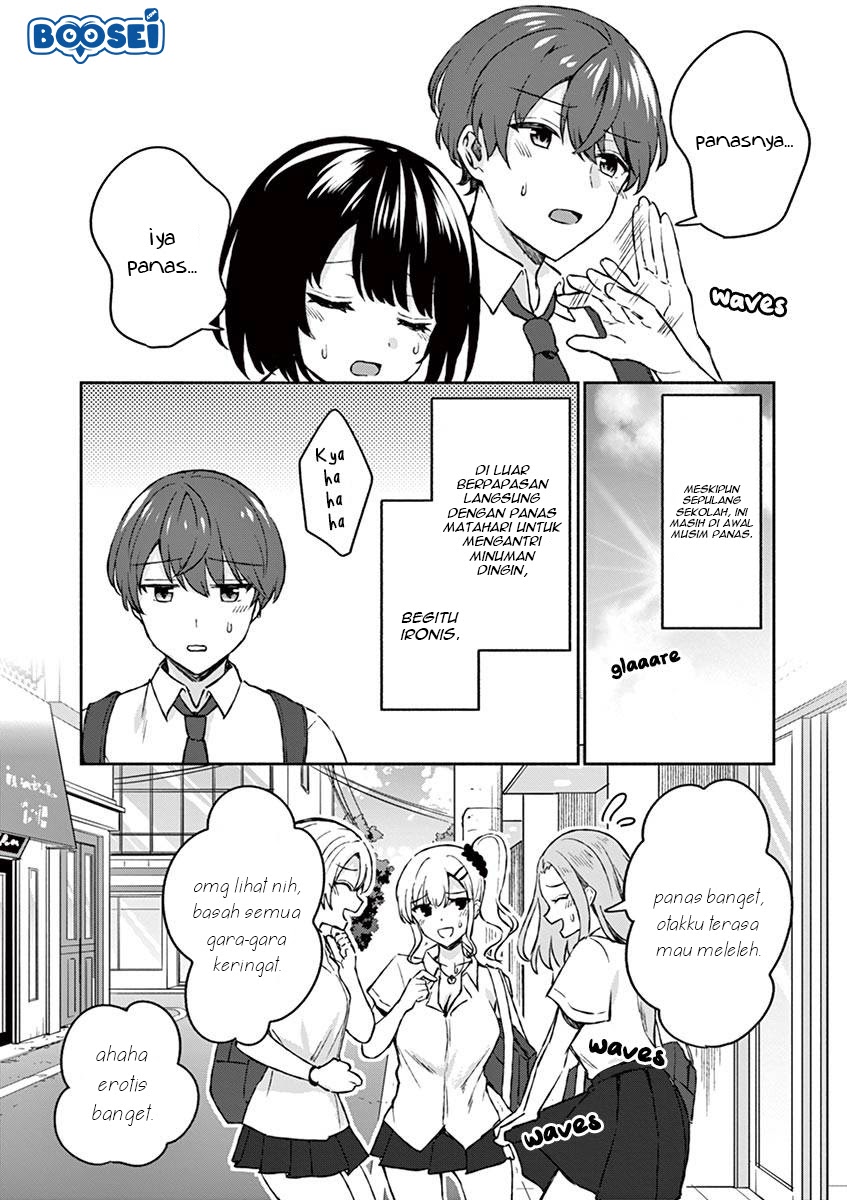 BOOSEI
panasnya...
iya
panas...
waves
MESKIPUN SEPULANG
SEKOLAH, INI
MASIH DI AWAL
MUSIM PANAS.
glaaare
DI LUAR
BERPAPASAN
LANGSUNG
DENGAN PANAS
MATAHARI UNTUK
MENGANTRI
MINUMAN
DINGIN,
BEGITU
IRONIS.
Kya
ha
ha
ha
panas banget,
otakku terasa
mau meleleh.
omg lihat nih,
basah semua
gara-gara
keringat.
waves
waves
ahaha
erotis
banget.